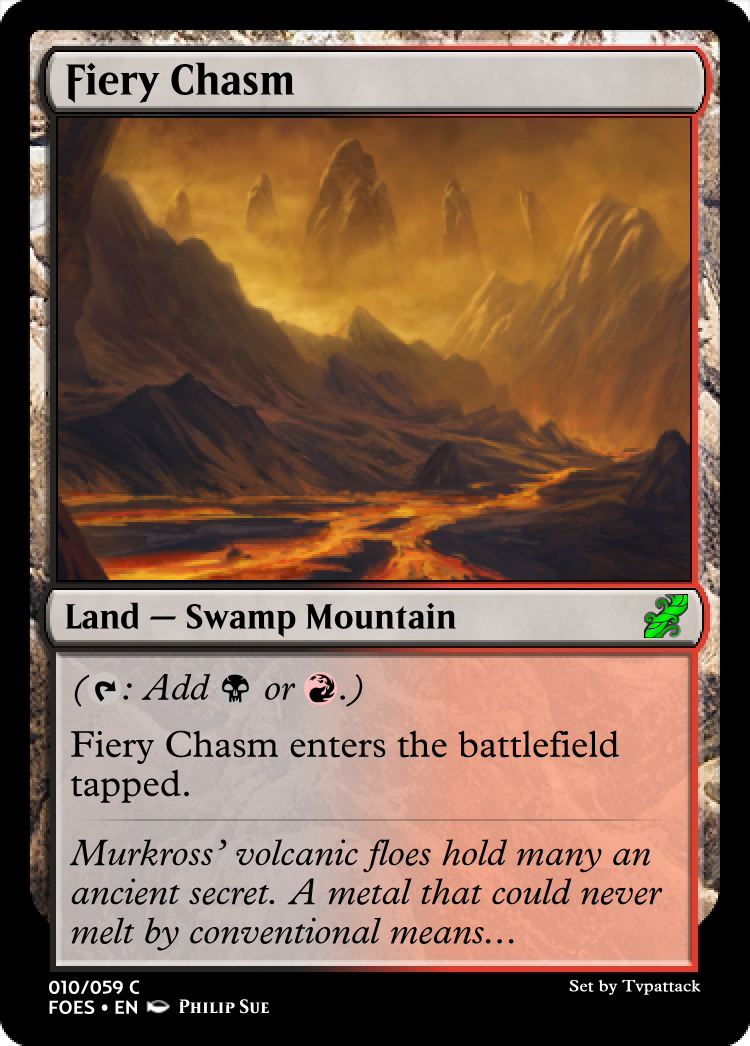 Fiery Chasm
Land — Swamp Mountain
( : Add or .)
Fiery Chasm enters the battlefield
tapped.
Murkross’ volcanic floes hold many an
ancient secret. A metal that could never
melt by conventional means…
010/059 C
Set by Tvpattack
FOES • EN Philip Sue